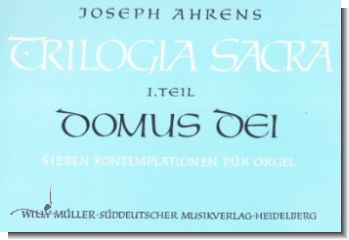 JOSEPH AHRENS
TRILOGIA SACRA
I. TEIL
DOMUS DEI
SIEBEN KONTEMPLATIONEN FÜR ORGEL
WILLY MÜLLER · SÜDDEUTSCHER MUSIKVERLAG · HEIDELBERG